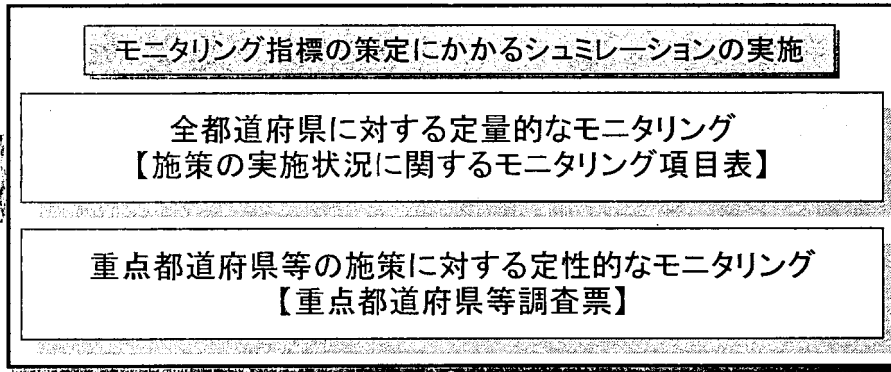 モニタリング指標の策定にかかるシュミレーションの実施
全都道府県に対する定量的なモニタリング
【施策の実施状況に関するモニタリング項目表】
重点都道府県等の施策に対する定性的なモニタリング
【重点都道府県等調査票】